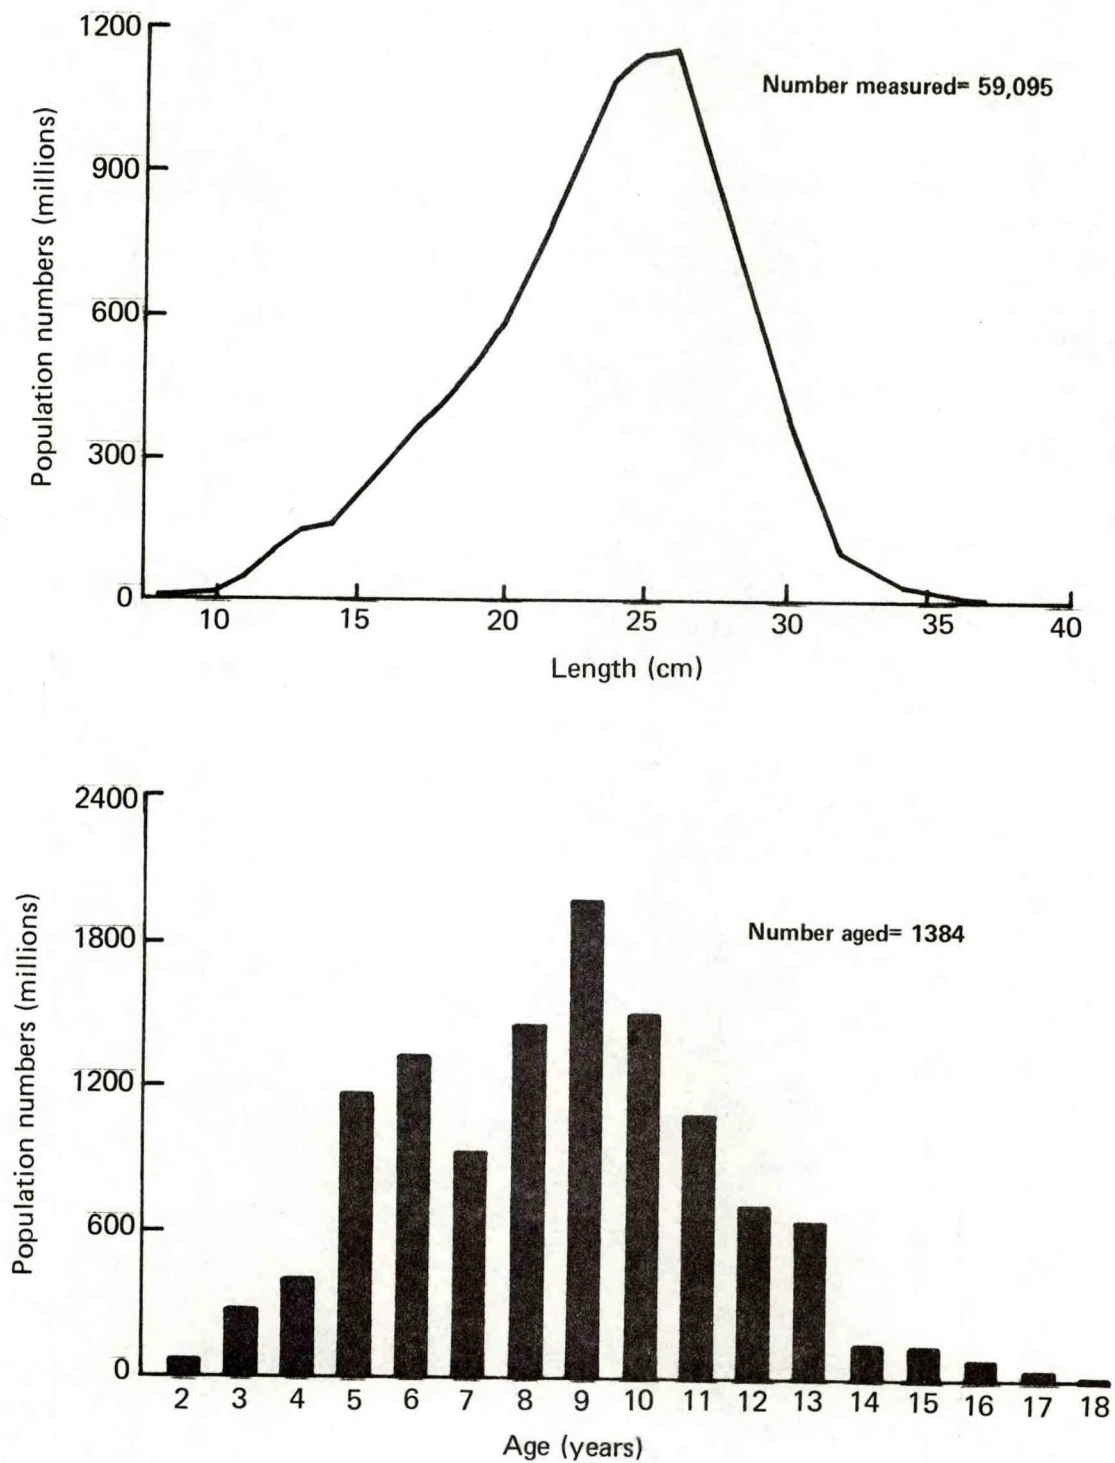 1200
900
600
300
0
Population numbers (millions)
Number measured= 59,095
10 15 20 25 30 35 40
Length (cm)
2400
1800
1200
600
0
Population numbers (millions)
Number aged= 1384
2 3 4 5 6 7 8 9 10 11 12 13 14 15 16 17 18
Age (years)